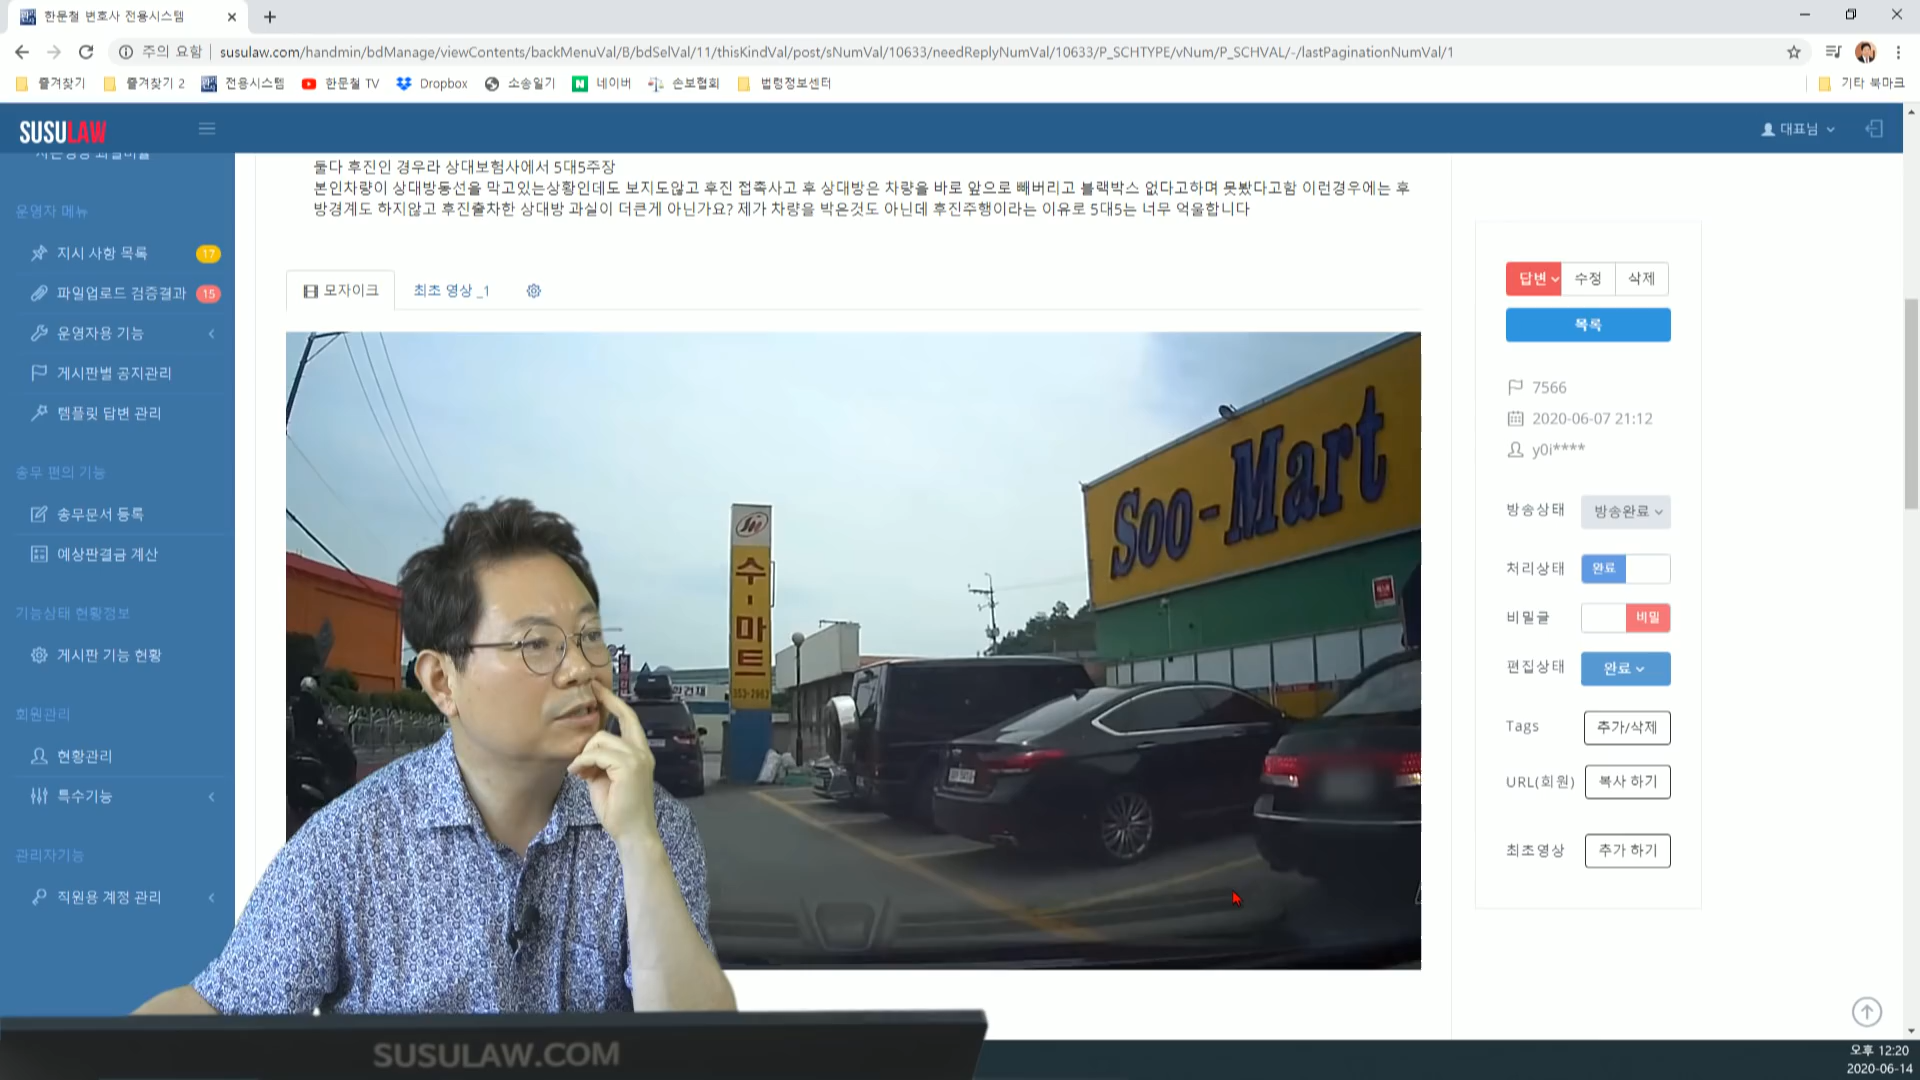 한문철 변호사 전용시스템
주의 요함
susulaw.com/handmin/bdManage/viewContents/backMenuVal/B/bdSelVal/11/thisKindVal/post/sNumVal/10633/needReplyNumVal/10633/P_SCHTYPE/vNum/P_SCHVAL/-/lastPaginationNumVal/1
즐겨찾기
즐겨찾기 2
전용시스템
한문철 TV
Dropbox
소송일기
네이버
손보협회
법령정보센터
기타 북마크
SUSULAW
대표님
둘다 후진인 경우라 상대보험사에서 5대5주장
본인차량이 상대방동선을 막고있는상황인데도 보지도않고 후진 접촉사고 후 상대방은 차량을 바로 앞으로 빼버리고 블랙박스 없다고하며 못봤다고함 이런경우에는 후
방경계도 하지않고 후진출차한 상대방 과실이 더큰게 아닌가요? 제가 차량을 박은것도 아닌데 후진주행이라는 이유로 5대5는 너무 억울합니다
운영자 메뉴
지시 사항 목록 17
파일업로드 검증결과 15
운영자용 기능
게시판별 공지관리
템플릿 답변 관리
송무 편의 기능
송무문서 등록
예상판결금 계산
기능상태 현황정보
게시판 기능 현황
회원관리
현황관리
특수기능
관리자기능
직원용 계정 관리
모자이크
최초 영상 _1
Soo-Mart
수-마트
353-2963
답변
수정
삭제
목록
7566
2020-06-07 21:12
y0i****
방송상태 방송완료
처리상태 완료
비밀글 비밀
편집상태 완료
Tags 추가/삭제
URL(회원) 복사 하기
최초영상 추가 하기
SUSULAW.COM
오후 12:20
2020-06-14